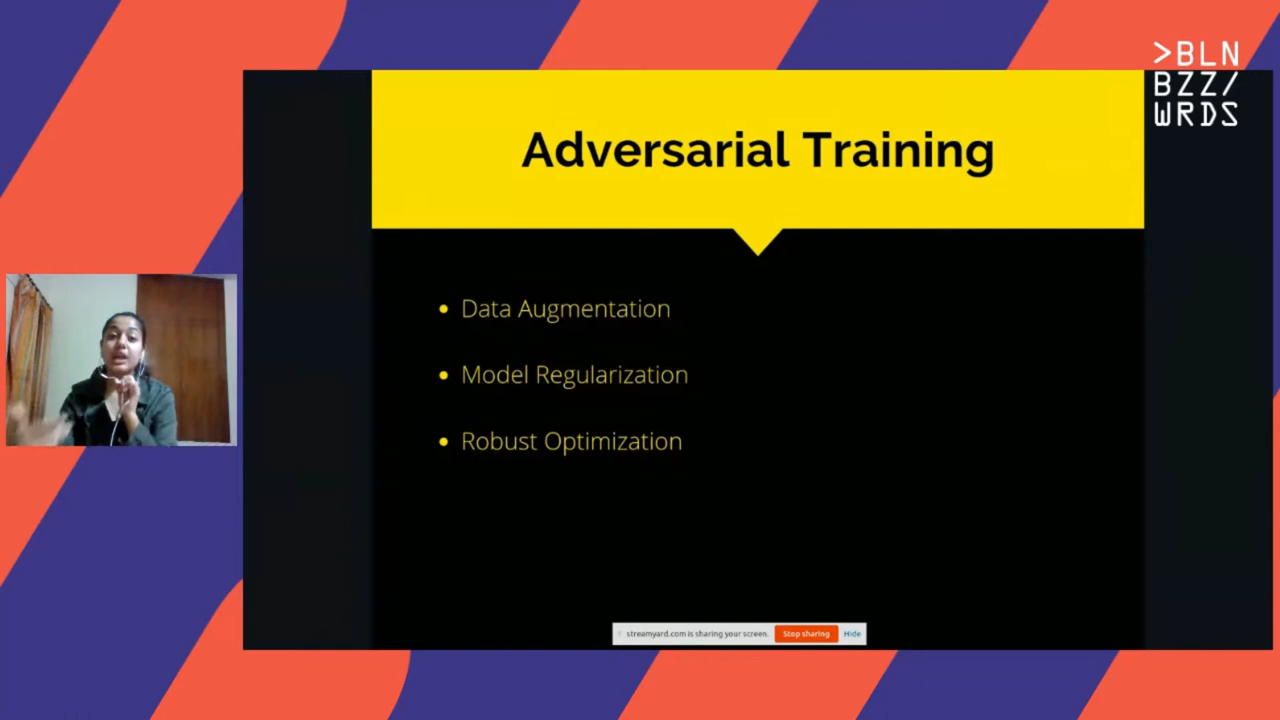 >BLN
BZZ/
WRDS
Adversarial Training
• Data Augmentation
• Model Regularization
• Robust Optimization
streamyard.com is sharing your screen. Stop sharing Hide